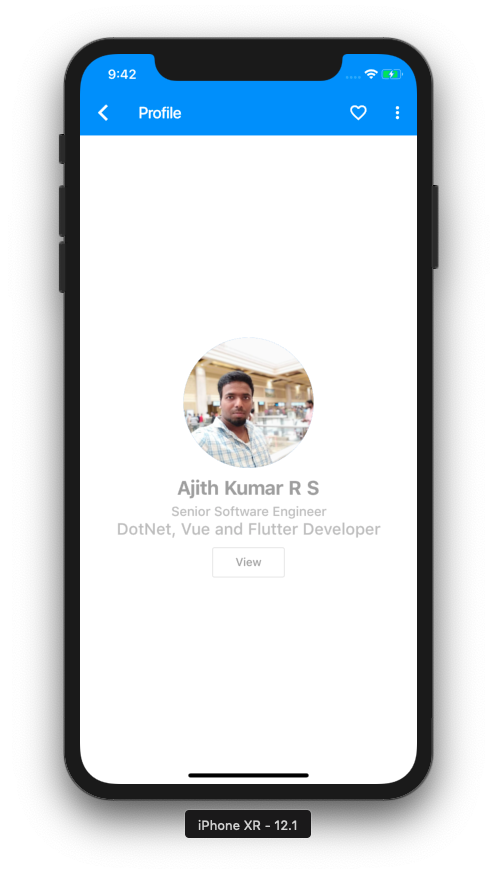 9:42
Profile
Ajith Kumar R S
Senior Software Engineer
DotNet, Vue and Flutter Developer
View
iPhone XR - 12.1